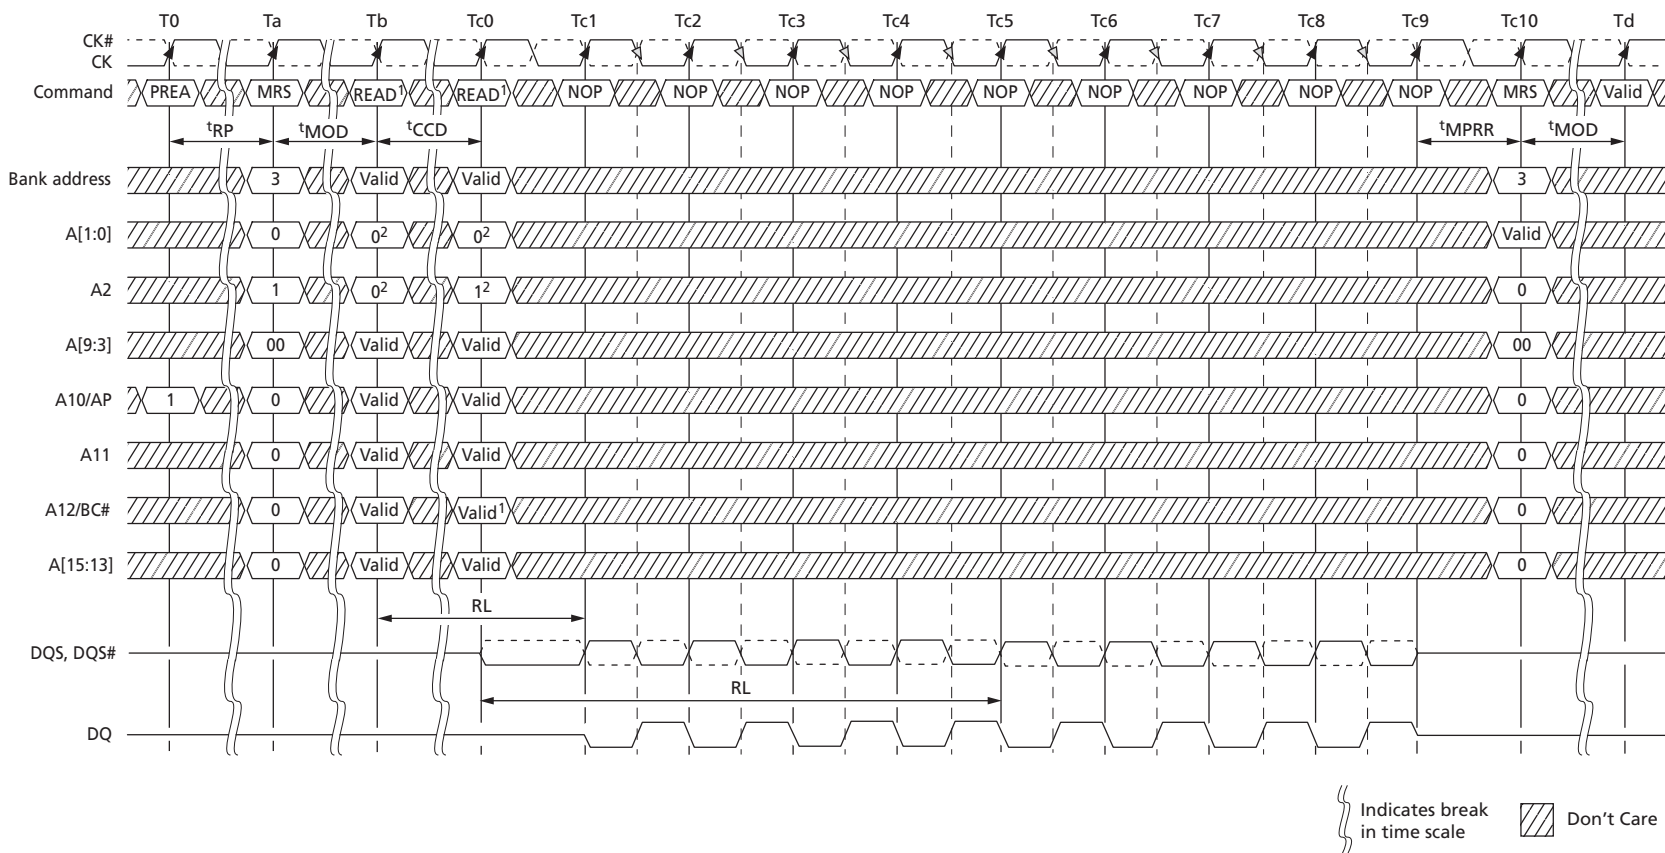 T0 Ta Tb Tc0 Tc1 Tc2 Tc3 Tc4 Tc5 Tc6 Tc7 Tc8 Tc9 Tc10 Td
CK#
CK
Command PREA MRS READ¹ READ¹ NOP NOP NOP NOP NOP NOP NOP NOP NOP MRS Valid
ᵗRP ᵗMOD ᵗCCD ᵗMPRR ᵗMOD
Bank address 3 Valid Valid 3
A[1:0] 0 0² 0² Valid
A2 1 0² 1² 0
A[9:3] 00 Valid Valid 00
A10/AP 1 0 Valid Valid 0
A11 0 Valid Valid 0
A12/BC# 0 Valid Valid¹ 0
A[15:13] 0 Valid Valid 0
RL
DQS, DQS#
RL
DQ
Indicates break
in time scale
Don't Care